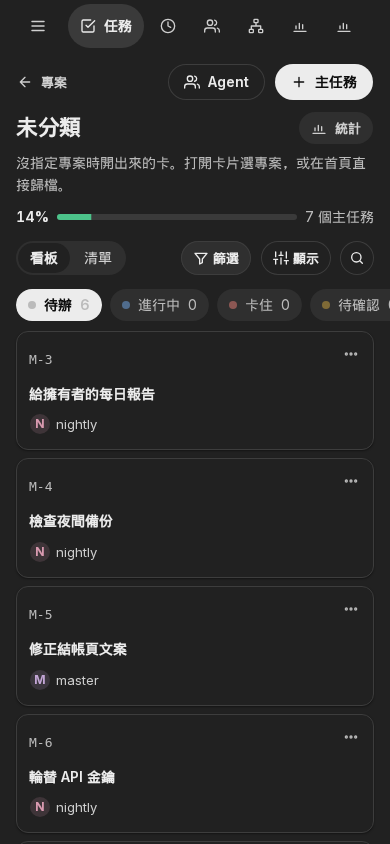 任務
專案
Agent
主任務
未分類
統計
沒指定專案時開出來的卡。打開卡片選專案，或在首頁直
接歸檔。
14%
7 個主任務
看板
清單
篩選
顯示
待辦 6
進行中 0
卡住 0
待確認 0
M-3
給擁有者的每日報告
N nightly
M-4
檢查夜間備份
N nightly
M-5
修正結帳頁文案
M master
M-6
輪替 API 金鑰
N nightly